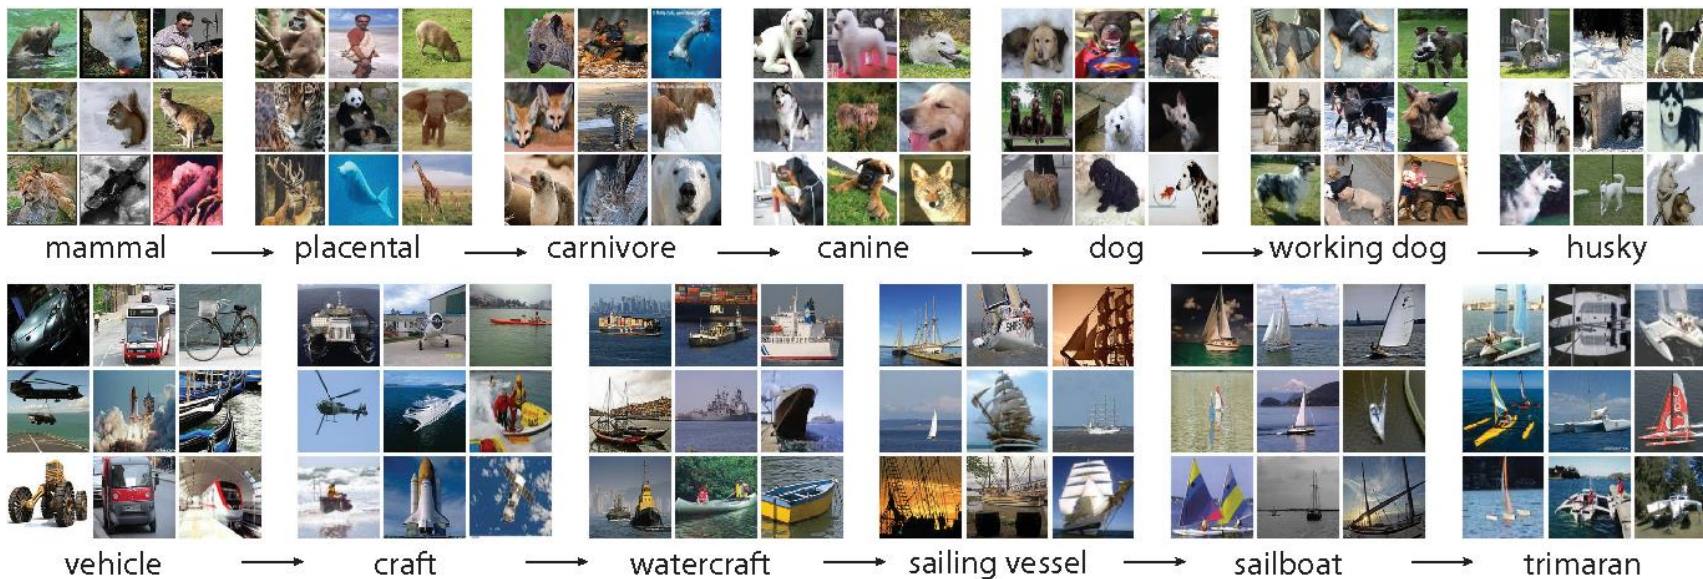 mammal → placental → carnivore → canine → dog → working dog → husky
vehicle → craft → watercraft → sailing vessel → sailboat → trimaran